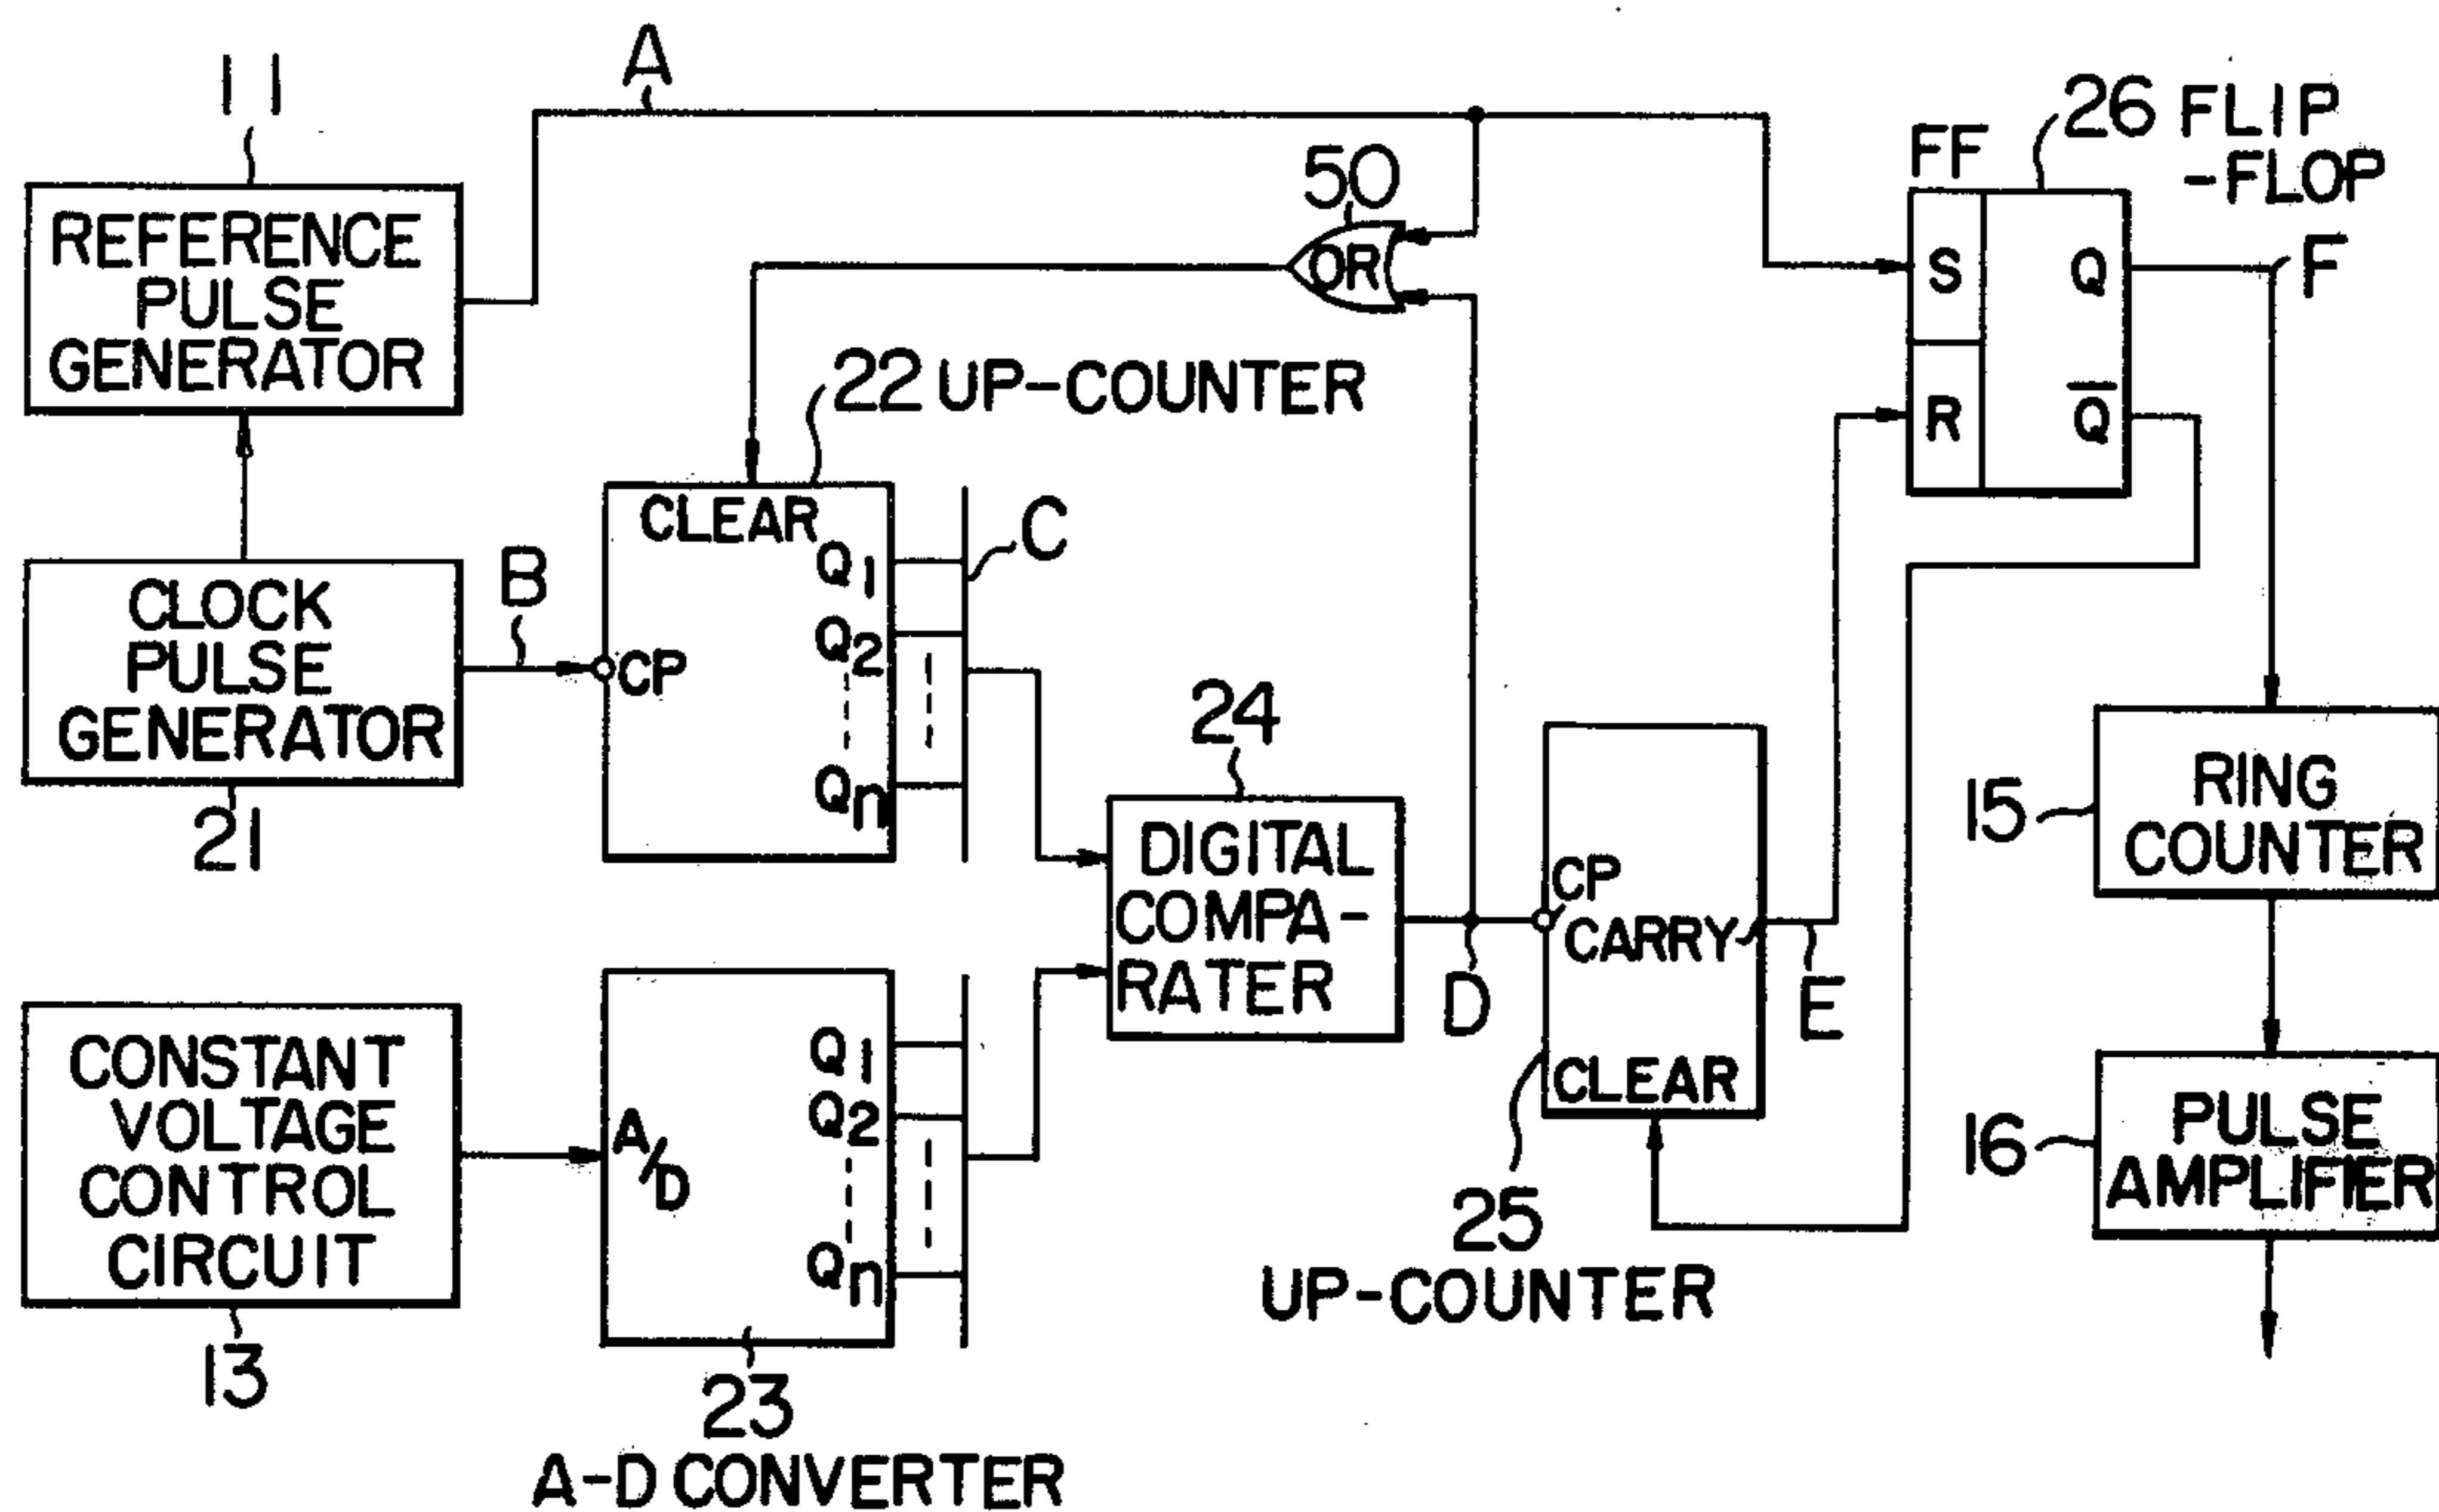 A
11
REFERENCE
PULSE
GENERATOR
50
OR
FF
26 FLIP
-FLOP
S
Q
F
R
Q̅
22 UP-COUNTER
CLEAR
C
Q1
Q2
Qn
B
CP
CLOCK
PULSE
GENERATOR
21
24
DIGITAL
COMPA-
RATER
D
CP
CARRY
CLEAR
E
25
UP-COUNTER
15
RING
COUNTER
16
PULSE
AMPLIFIER
CONSTANT
VOLTAGE
CONTROL
CIRCUIT
13
A/D
Q1
Q2
Qn
23
A-D CONVERTER